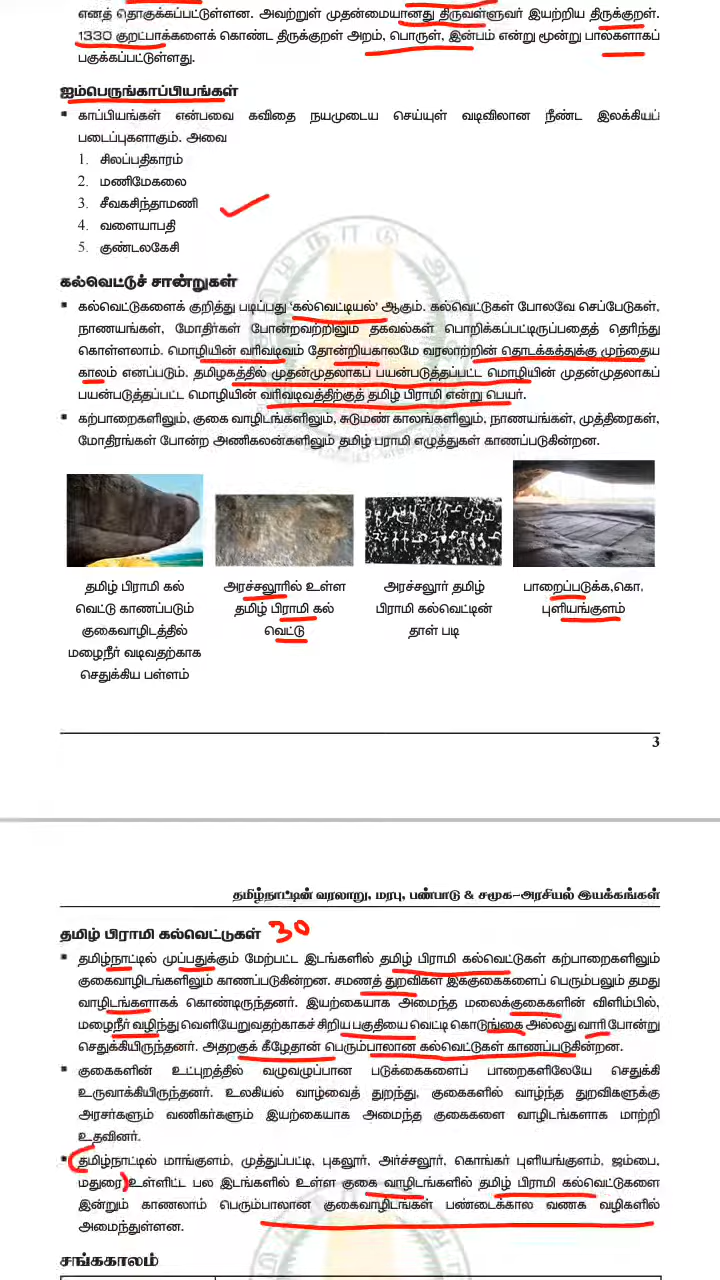 எனத் தொகுக்கப்பட்டுள்ளன. அவற்றுள் முதன்மையானது திருவள்ளுவர் இயற்றிய திருக்குறள்.
1330 குறட்பாக்களைக் கொண்ட திருக்குறள் அறம், பொருள், இன்பம் என்று மூன்று பால்களாகப்
பகுக்கப்பட்டுள்ளது.
ஐம்பெருங்காப்பியங்கள்
▪ காப்பியங்கள் என்பவை கவிதை நயமுடைய செய்யுள் வடிவிலான நீண்ட இலக்கியப்
படைப்புகளாகும். அவை
1. சிலப்பதிகாரம்
2. மணிமேகலை
3. சீவகசிந்தாமணி
4. வளையாபதி
5. குண்டலகேசி
கல்வெட்டுச் சான்றுகள்
▪ கல்வெட்டுகளைக் குறித்து படிப்பது 'கல்வெட்டியல்' ஆகும். கல்வெட்டுகள் போலவே செப்பேடுகள்,
நாணயங்கள், மோதிர்கள் போன்றவற்றிலும் தகவல்கள் பொறிக்கப்பட்டிருப்பதைத் தெரிந்து
கொள்ளலாம். மொழியின் வரிவடிவம் தோன்றியகாலமே வரலாற்றின் தொடக்கத்துக்கு முந்தைய
காலம் எனப்படும். தமிழகத்தில் முதன்முதலாகப் பயன்படுத்தப்பட்ட மொழியின் முதன்முதலாகப்
பயன்படுத்தப்பட்ட மொழியின் வரிவடிவத்திற்குத் தமிழ் பிராமி என்று பெயர்.
▪ கற்பாறைகளிலும், குகை வாழிடங்களிலும், சுடுமண் காலங்களிலும், நாணயங்கள், முத்திரைகள்,
மோதிரங்கள் போன்ற அணிகலன்களிலும் தமிழ் பராமி எழுத்துகள் காணப்படுகின்றன.
தமிழ் பிராமி கல்
வெட்டு காணப்படும்
குகைவாழிடத்தில்
மழைநீர் வடிவதற்காக
செதுக்கிய பள்ளம்
அரச்சலூரில் உள்ள
தமிழ் பிராமி கல்
வெட்டு
அரச்சலூர் தமிழ்
பிராமி கல்வெட்டின்
தாள் படி
பாறைப்படுக்க,கொ,
புளியங்குளம்
3
தமிழ்நாட்டின் வரலாறு, மரபு, பண்பாடு & சமூக-அரசியல் இயக்கங்கள்
தமிழ் பிராமி கல்வெட்டுகள் 30
▪ தமிழ்நாட்டில் முப்பதுக்கும் மேற்பட்ட இடங்களில் தமிழ் பிராமி கல்வெட்டுகள் கற்பாறைகளிலும்
குகைவாழிடங்களிலும் காணப்படுகின்றன. சமணத் துறவிகள் இக்குகைகளைப் பெரும்பலும் தமது
வாழிடங்களாகக் கொண்டிருந்தனர். இயற்கையாக அமைந்த மலைக்குகைகளின் விளிம்பில்,
மழைநீர் வழிந்து வெளியேறுவதற்காகச் சிறிய பகுதியை வெட்டி கொடுங்கை அல்லது வாரி போன்று
செதுக்கியிருந்தனர். அதறகுக் கீழேதான் பெரும்பாலான கல்வெட்டுகள் காணப்படுகின்றன.
▪ குகைகளின் உட்புறத்தில் வழுவழுப்பான படுக்கைகளைப் பாறைகளிலேயே செதுக்கி
உருவாக்கியிருந்தனர். உலகியல் வாழ்வைத் துறந்து, குகைகளில் வாழ்ந்த துறவிகளுக்கு
அரசர்களும் வணிகர்களும் இயற்கையாக அமைந்த குகைகளை வாழிடங்களாக மாற்றி
உதவினர்.
▪ தமிழ்நாட்டில் மாங்குளம், முத்துப்பட்டி, புகலூர், அர்ச்சலூர், கொங்கர் புளியங்குளம், ஜம்பை,
மதுரை உள்ளிட்ட பல இடங்களில் உள்ள குகை வாழிடங்களில் தமிழ் பிராமி கல்வெட்டுகளை
இன்றும் காணலாம் பெரும்பாலான குகைவாழிடங்கள் பண்டைக்கால வணக வழிகளில்
அமைந்துள்ளன.
சங்ககாலம்